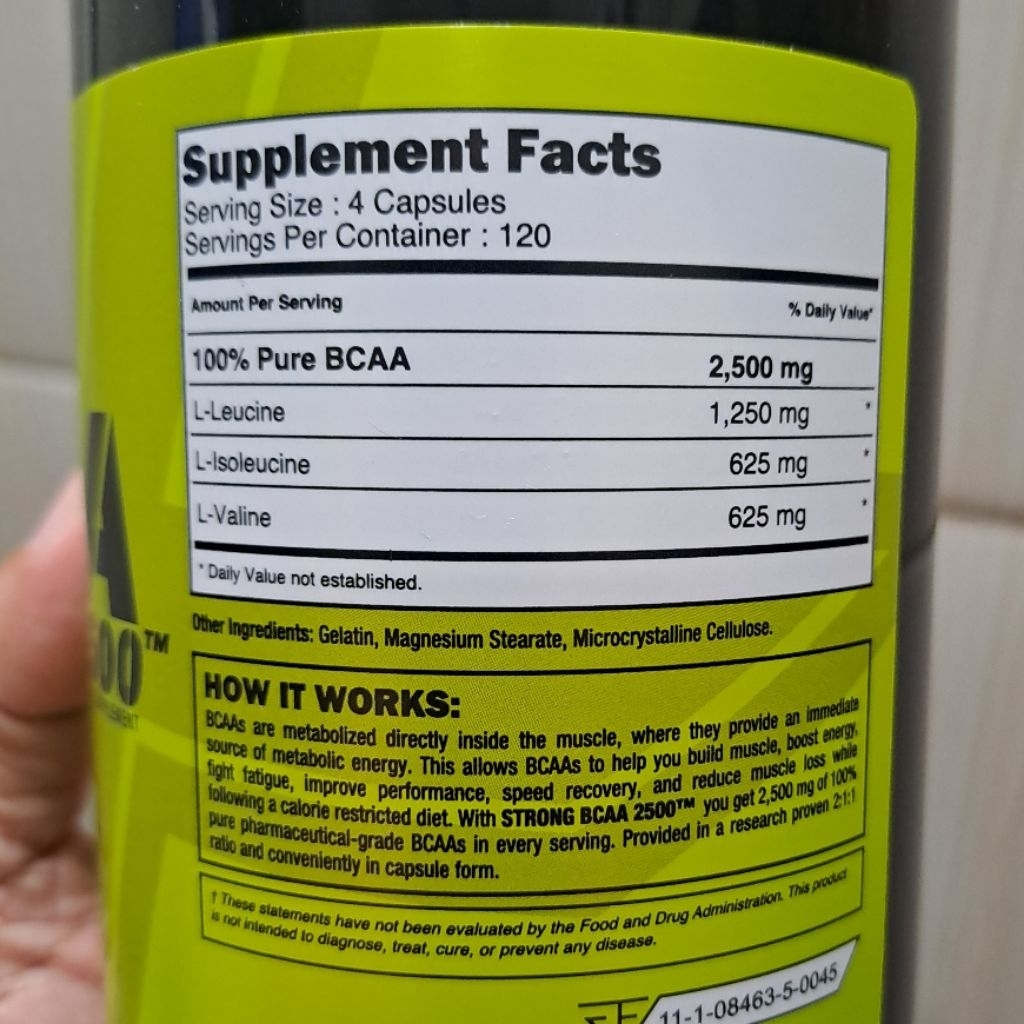 Supplement Facts
Serving Size : 4 Capsules
Servings Per Container : 120
Amount Per Serving % Daily Value*
100% Pure BCAA 2,500 mg
L-Leucine 1,250 mg *
L-Isoleucine 625 mg *
L-Valine 625 mg *
* Daily Value not established.
A
00™
Other Ingredients: Gelatin, Magnesium Stearate, Microcrystalline Cellulose.
HOW IT WORKS:
BCAAs are metabolized directly inside the muscle, where they provide an immediate
source of metabolic energy. This allows BCAAs to help you build muscle, boost energy,
fight fatigue, improve performance, speed recovery, and reduce muscle loss while
following a calorie restricted diet. With STRONG BCAA 2500™ you get 2,500 mg of 100%
pure pharmaceutical-grade BCAAs in every serving. Provided in a research proven 2:1:1
ratio and conveniently in capsule form.
† These statements have not been evaluated by the Food and Drug Administration. This product
is not intended to diagnose, treat, cure, or prevent any disease.
11-1-08463-5-0045